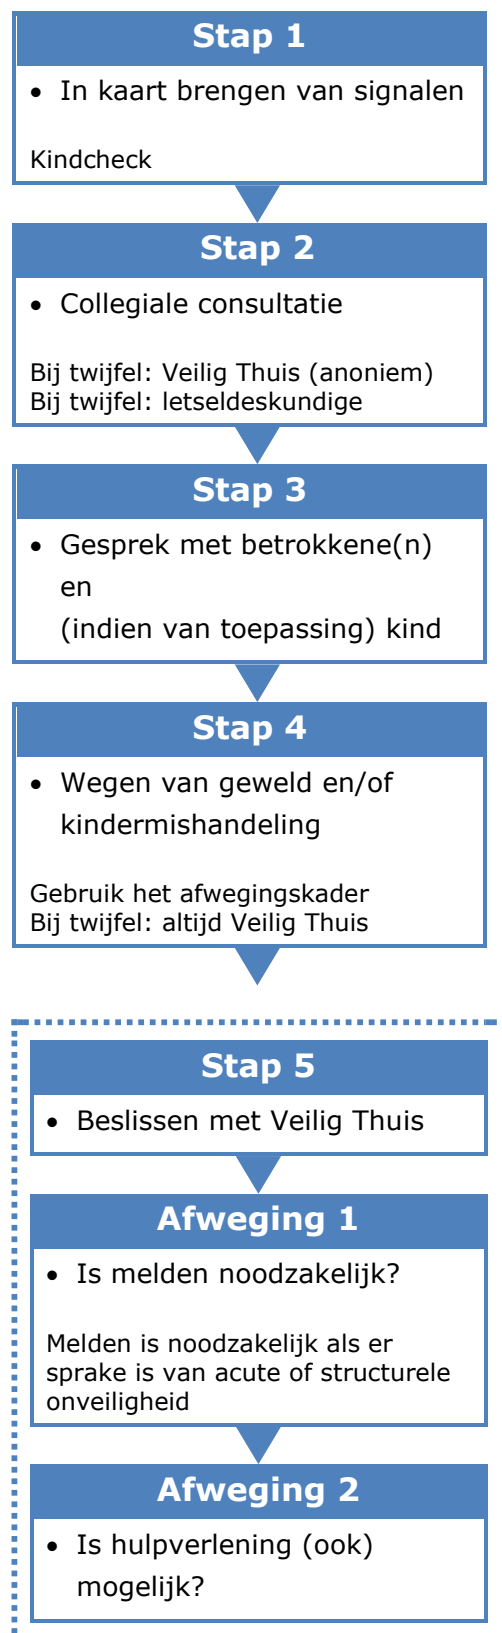 Stap 1
• In kaart brengen van signalen
Kindcheck
Stap 2
• Collegiale consultatie
Bij twijfel: Veilig Thuis (anoniem)
Bij twijfel: letseldeskundige
Stap 3
• Gesprek met betrokkene(n)
en
(indien van toepassing) kind
Stap 4
• Wegen van geweld en/of
kindermishandeling
Gebruik het afwegingskader
Bij twijfel: altijd Veilig Thuis
Stap 5
• Beslissen met Veilig Thuis
Afweging 1
• Is melden noodzakelijk?
Melden is noodzakelijk als er
sprake is van acute of structurele
onveiligheid
Afweging 2
• Is hulpverlening (ook)
mogelijk?